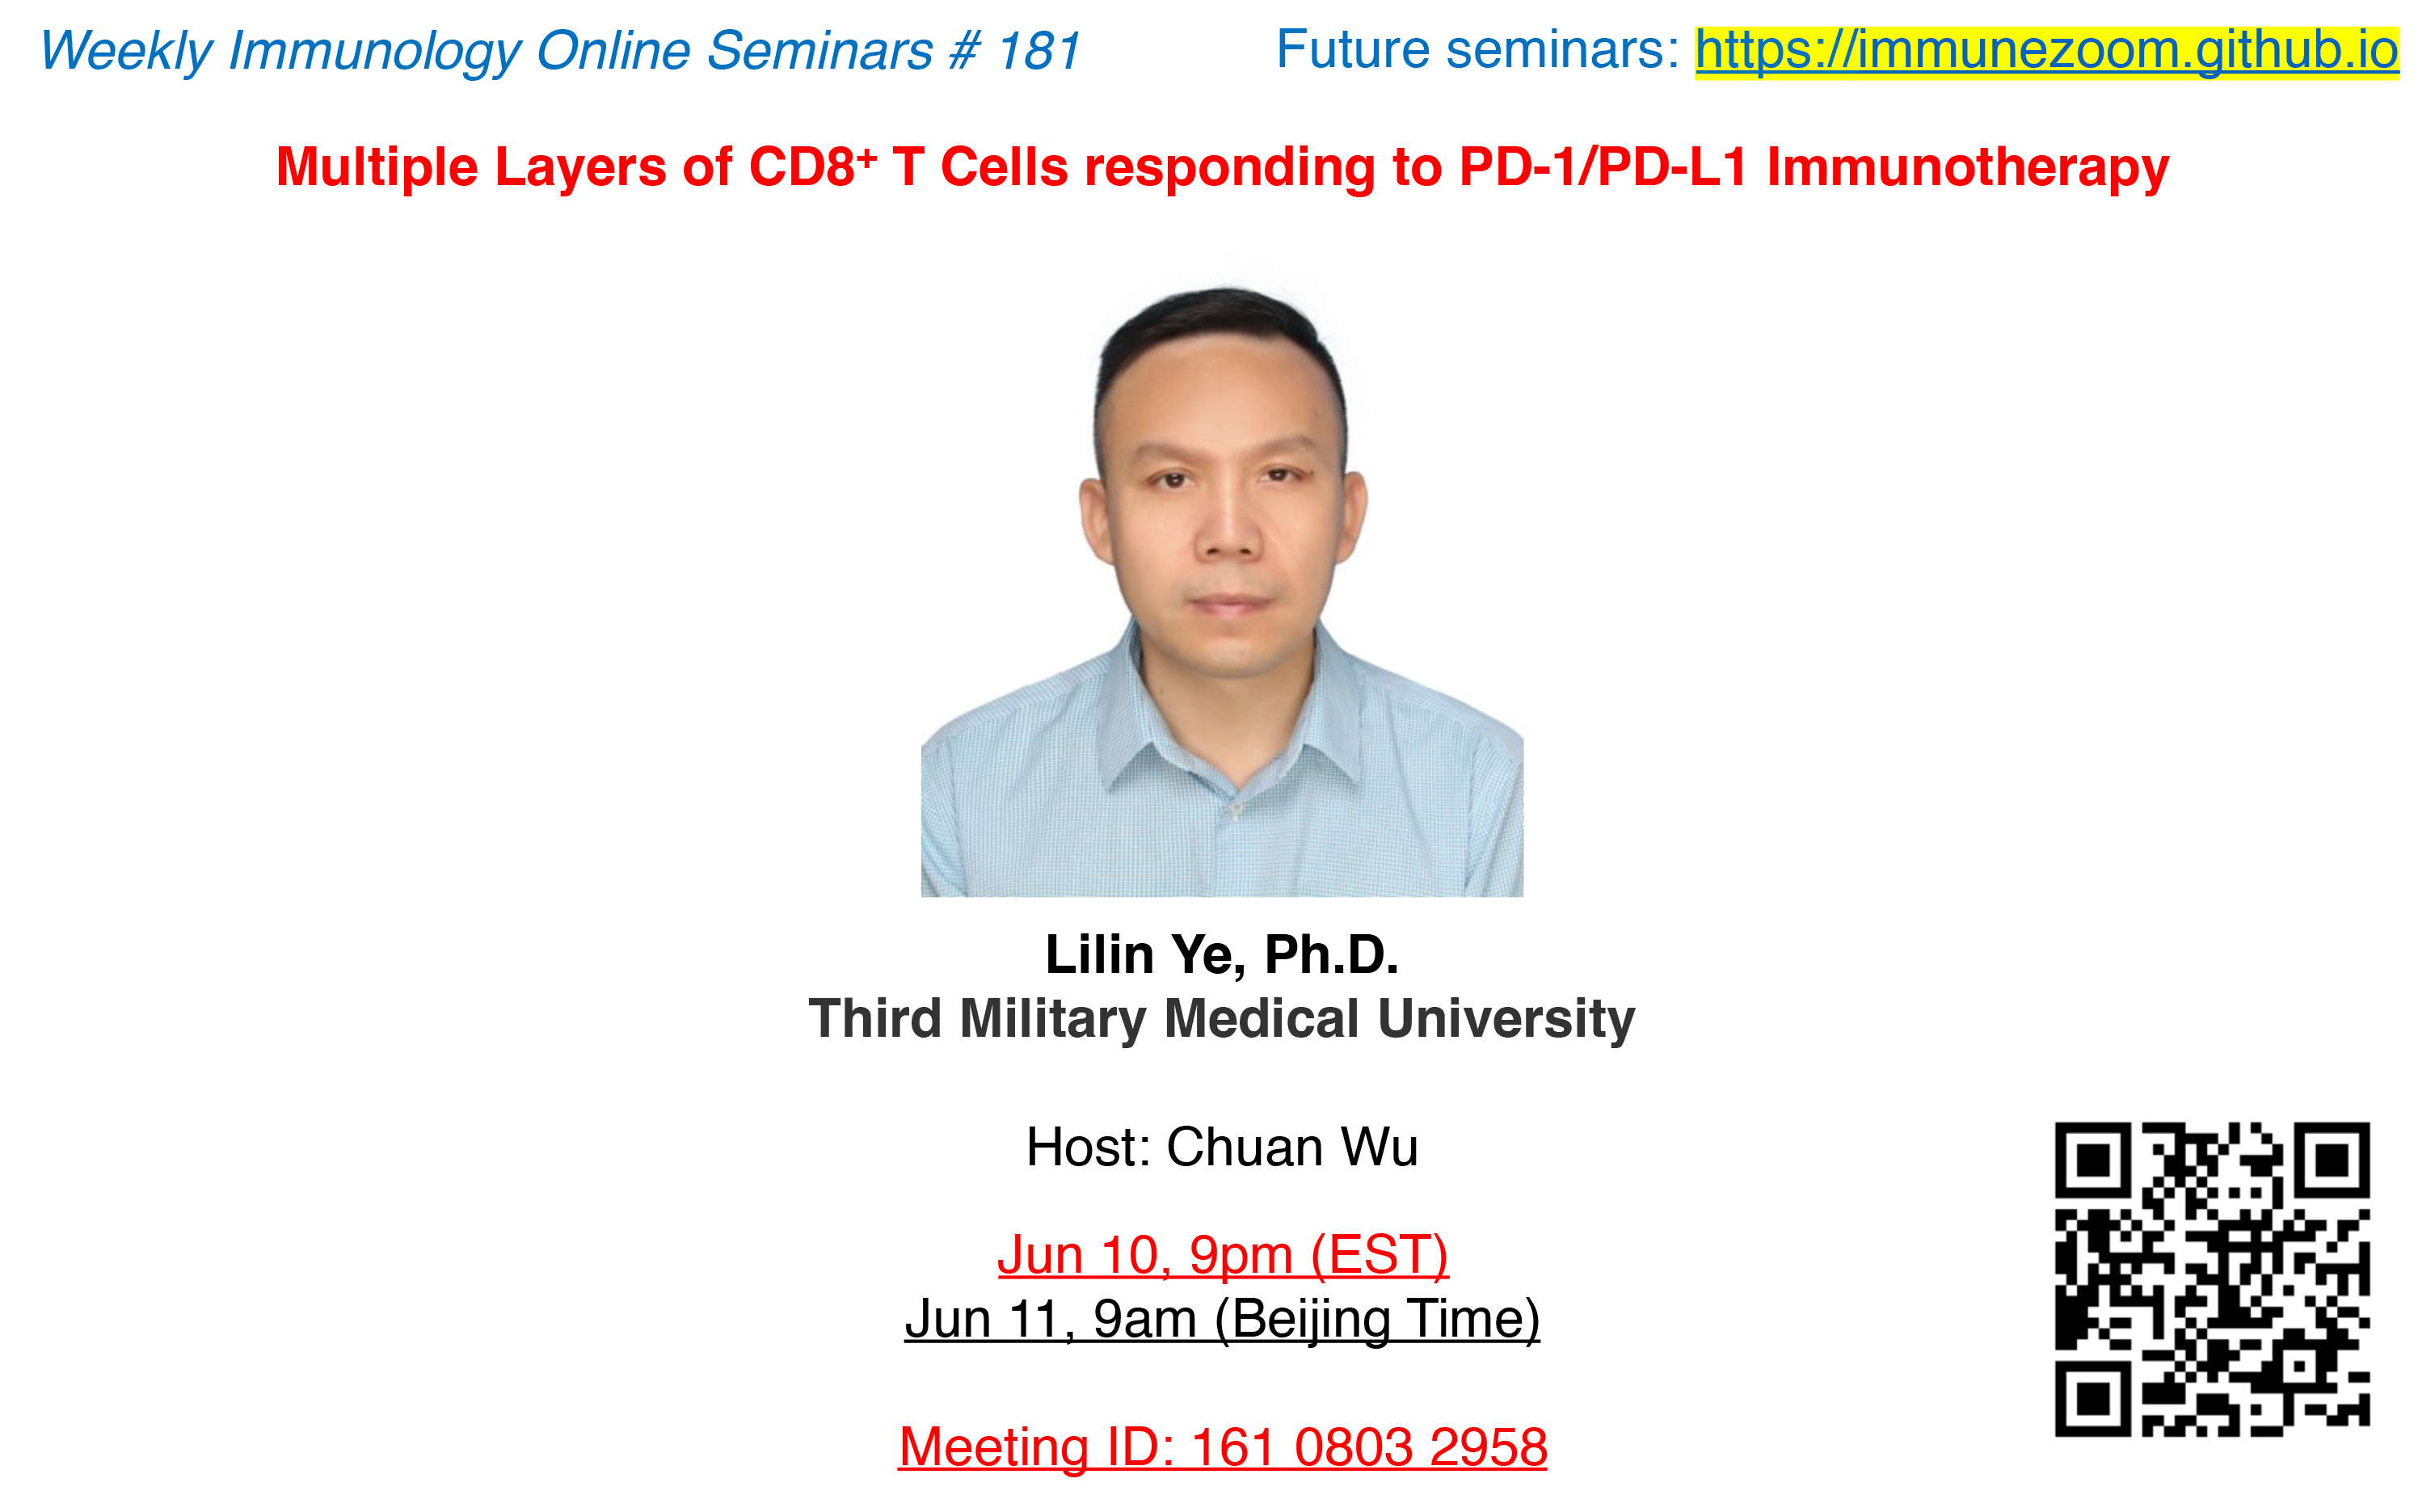 Weekly Immunology Online Seminars # 181
Future seminars: https://immunezoom.github.io
Multiple Layers of CD8⁺ T Cells responding to PD-1/PD-L1 Immunotherapy
Lilin Ye, Ph.D.
Third Military Medical University
Host: Chuan Wu
Jun 10, 9pm (EST)
Jun 11, 9am (Beijing Time)
Meeting ID: 161 0803 2958